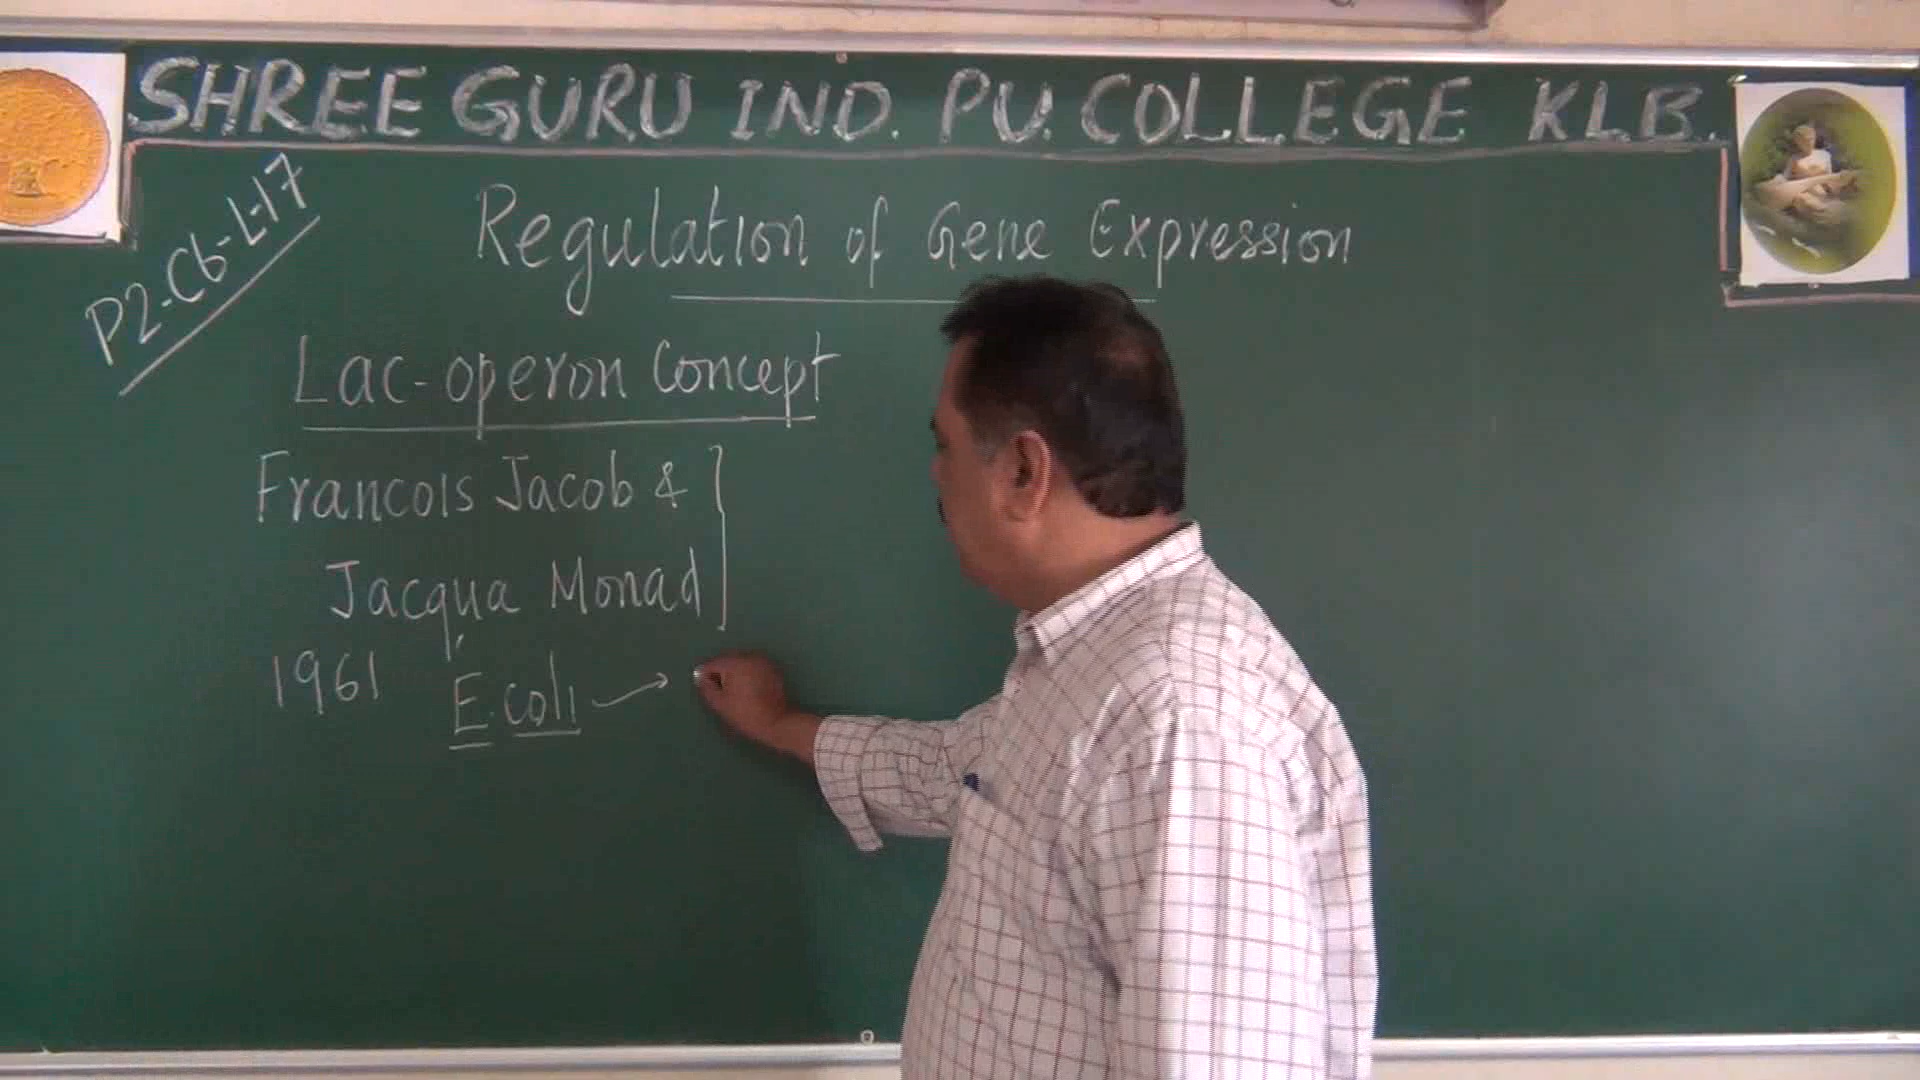 SHREE GURU IND. PU. COLLEGE KLB.
P2-C6-L-17
Regulation of Gene Expression
Lac-operon Concept
Francois Jacob &
Jacqua Monad
1961 E.coli →